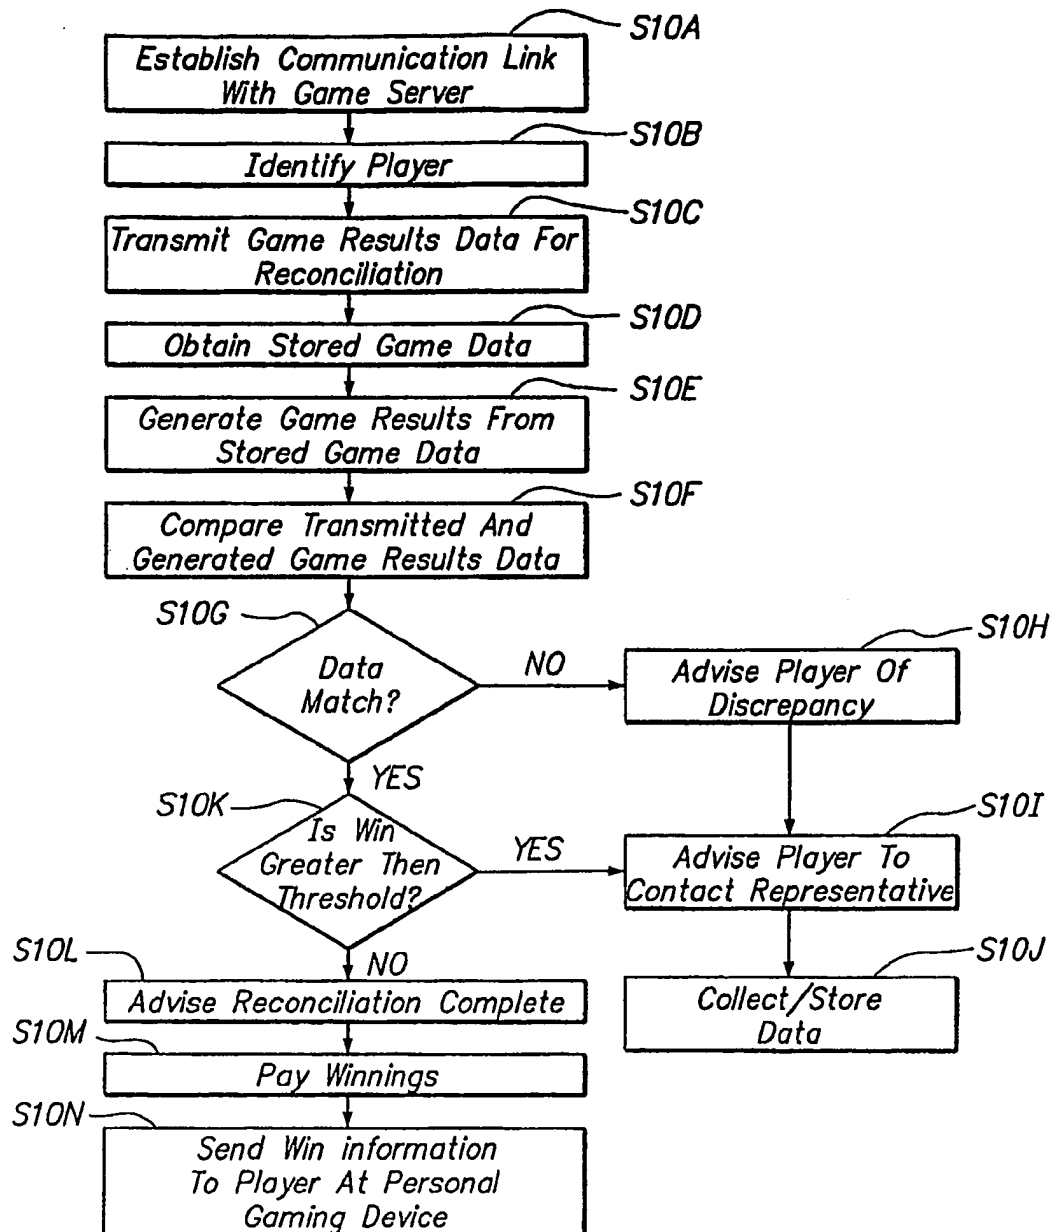 S10A
Establish Communication Link
With Game Server
S10B
Identify Player
S10C
Transmit Game Results Data For
Reconciliation
S10D
Obtain Stored Game Data
S10E
Generate Game Results From
Stored Game Data
S10F
Compare Transmitted And
Generated Game Results Data
S10G
Data
Match?
NO
S10H
Advise Player Of
Discrepancy
YES
S10K
Is Win
Greater Then
Threshold?
YES
S10I
Advise Player To
Contact Representative
NO
S10J
Collect/Store
Data
S10L
Advise Reconciliation Complete
S10M
Pay Winnings
S10N
Send Win information
To Player At Personal
Gaming Device